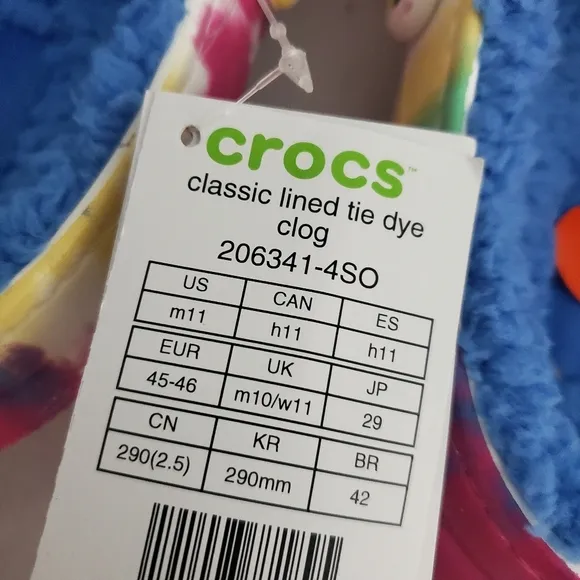 crocs™
classic lined tie dye
clog
206341-4SO
US CAN ES
m11 h11 h11
EUR UK JP
45-46 m10/w11 29
CN KR BR
290(2.5) 290mm 42